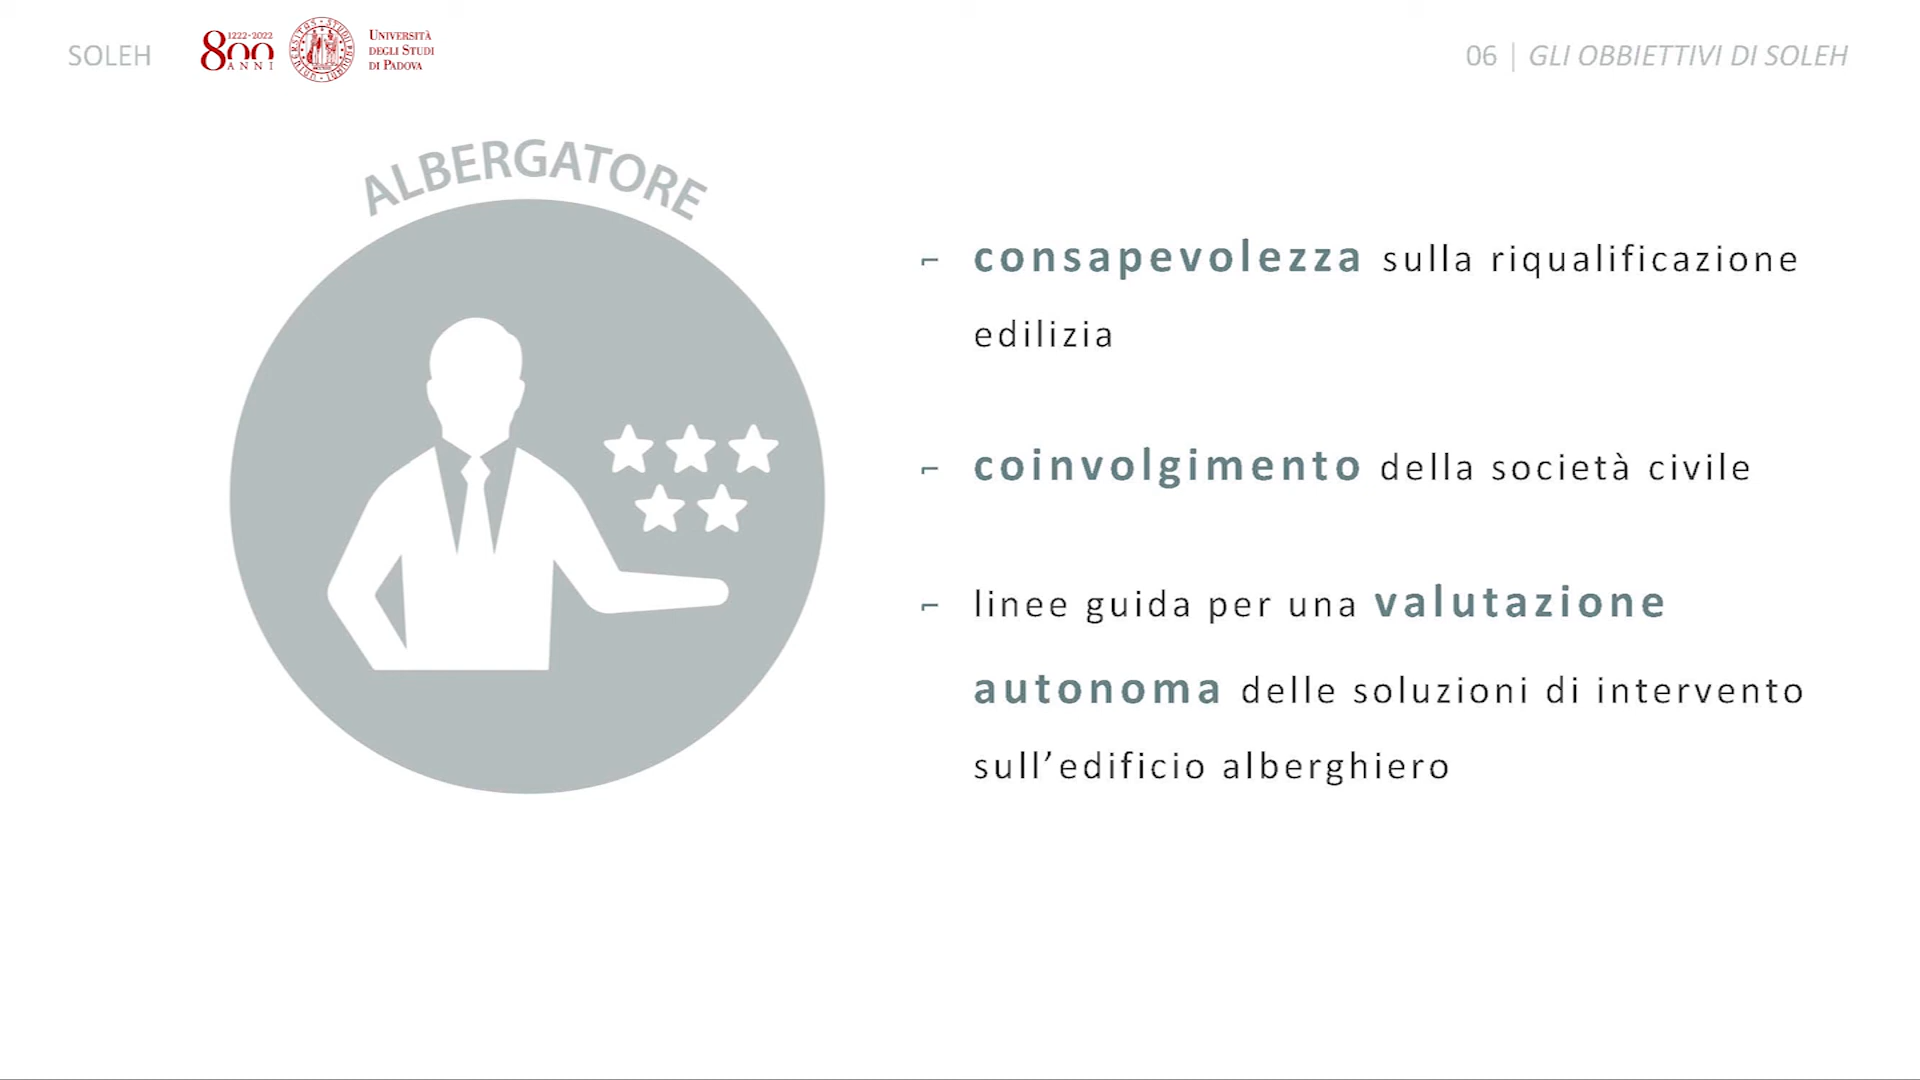 SOLEH
1222-2022
800
ANNI
UNIVERSITÀ
DEGLI STUDI
DI PADOVA
06 | GLI OBBIETTIVI DI SOLEH
ALBERGATORE
consapevolezza sulla riqualificazione
edilizia
coinvolgimento della società civile
linee guida per una valutazione
autonoma delle soluzioni di intervento
sull’edificio alberghiero